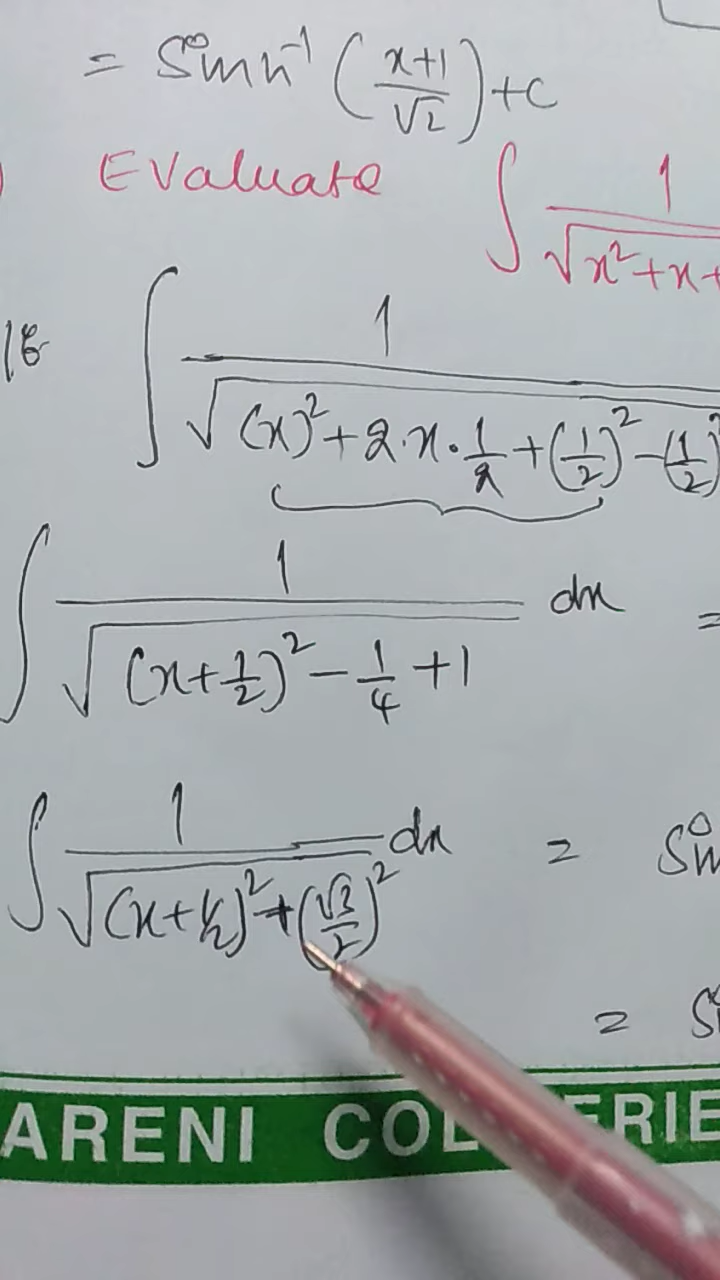 = Sinh⁻¹ ( (x+1)/√2 ) + C
Evaluate ∫ 1/√(x²+x+
∫ 1/√((x)²+2·x·1/2+(1/2)²-(1/2)²
∫ 1/√((x+1/2)²-1/4+1) dx =
∫ 1/√((x+1/2)²+(√3/2)²) dx = Sin
= Si
ARENI COL ERIE